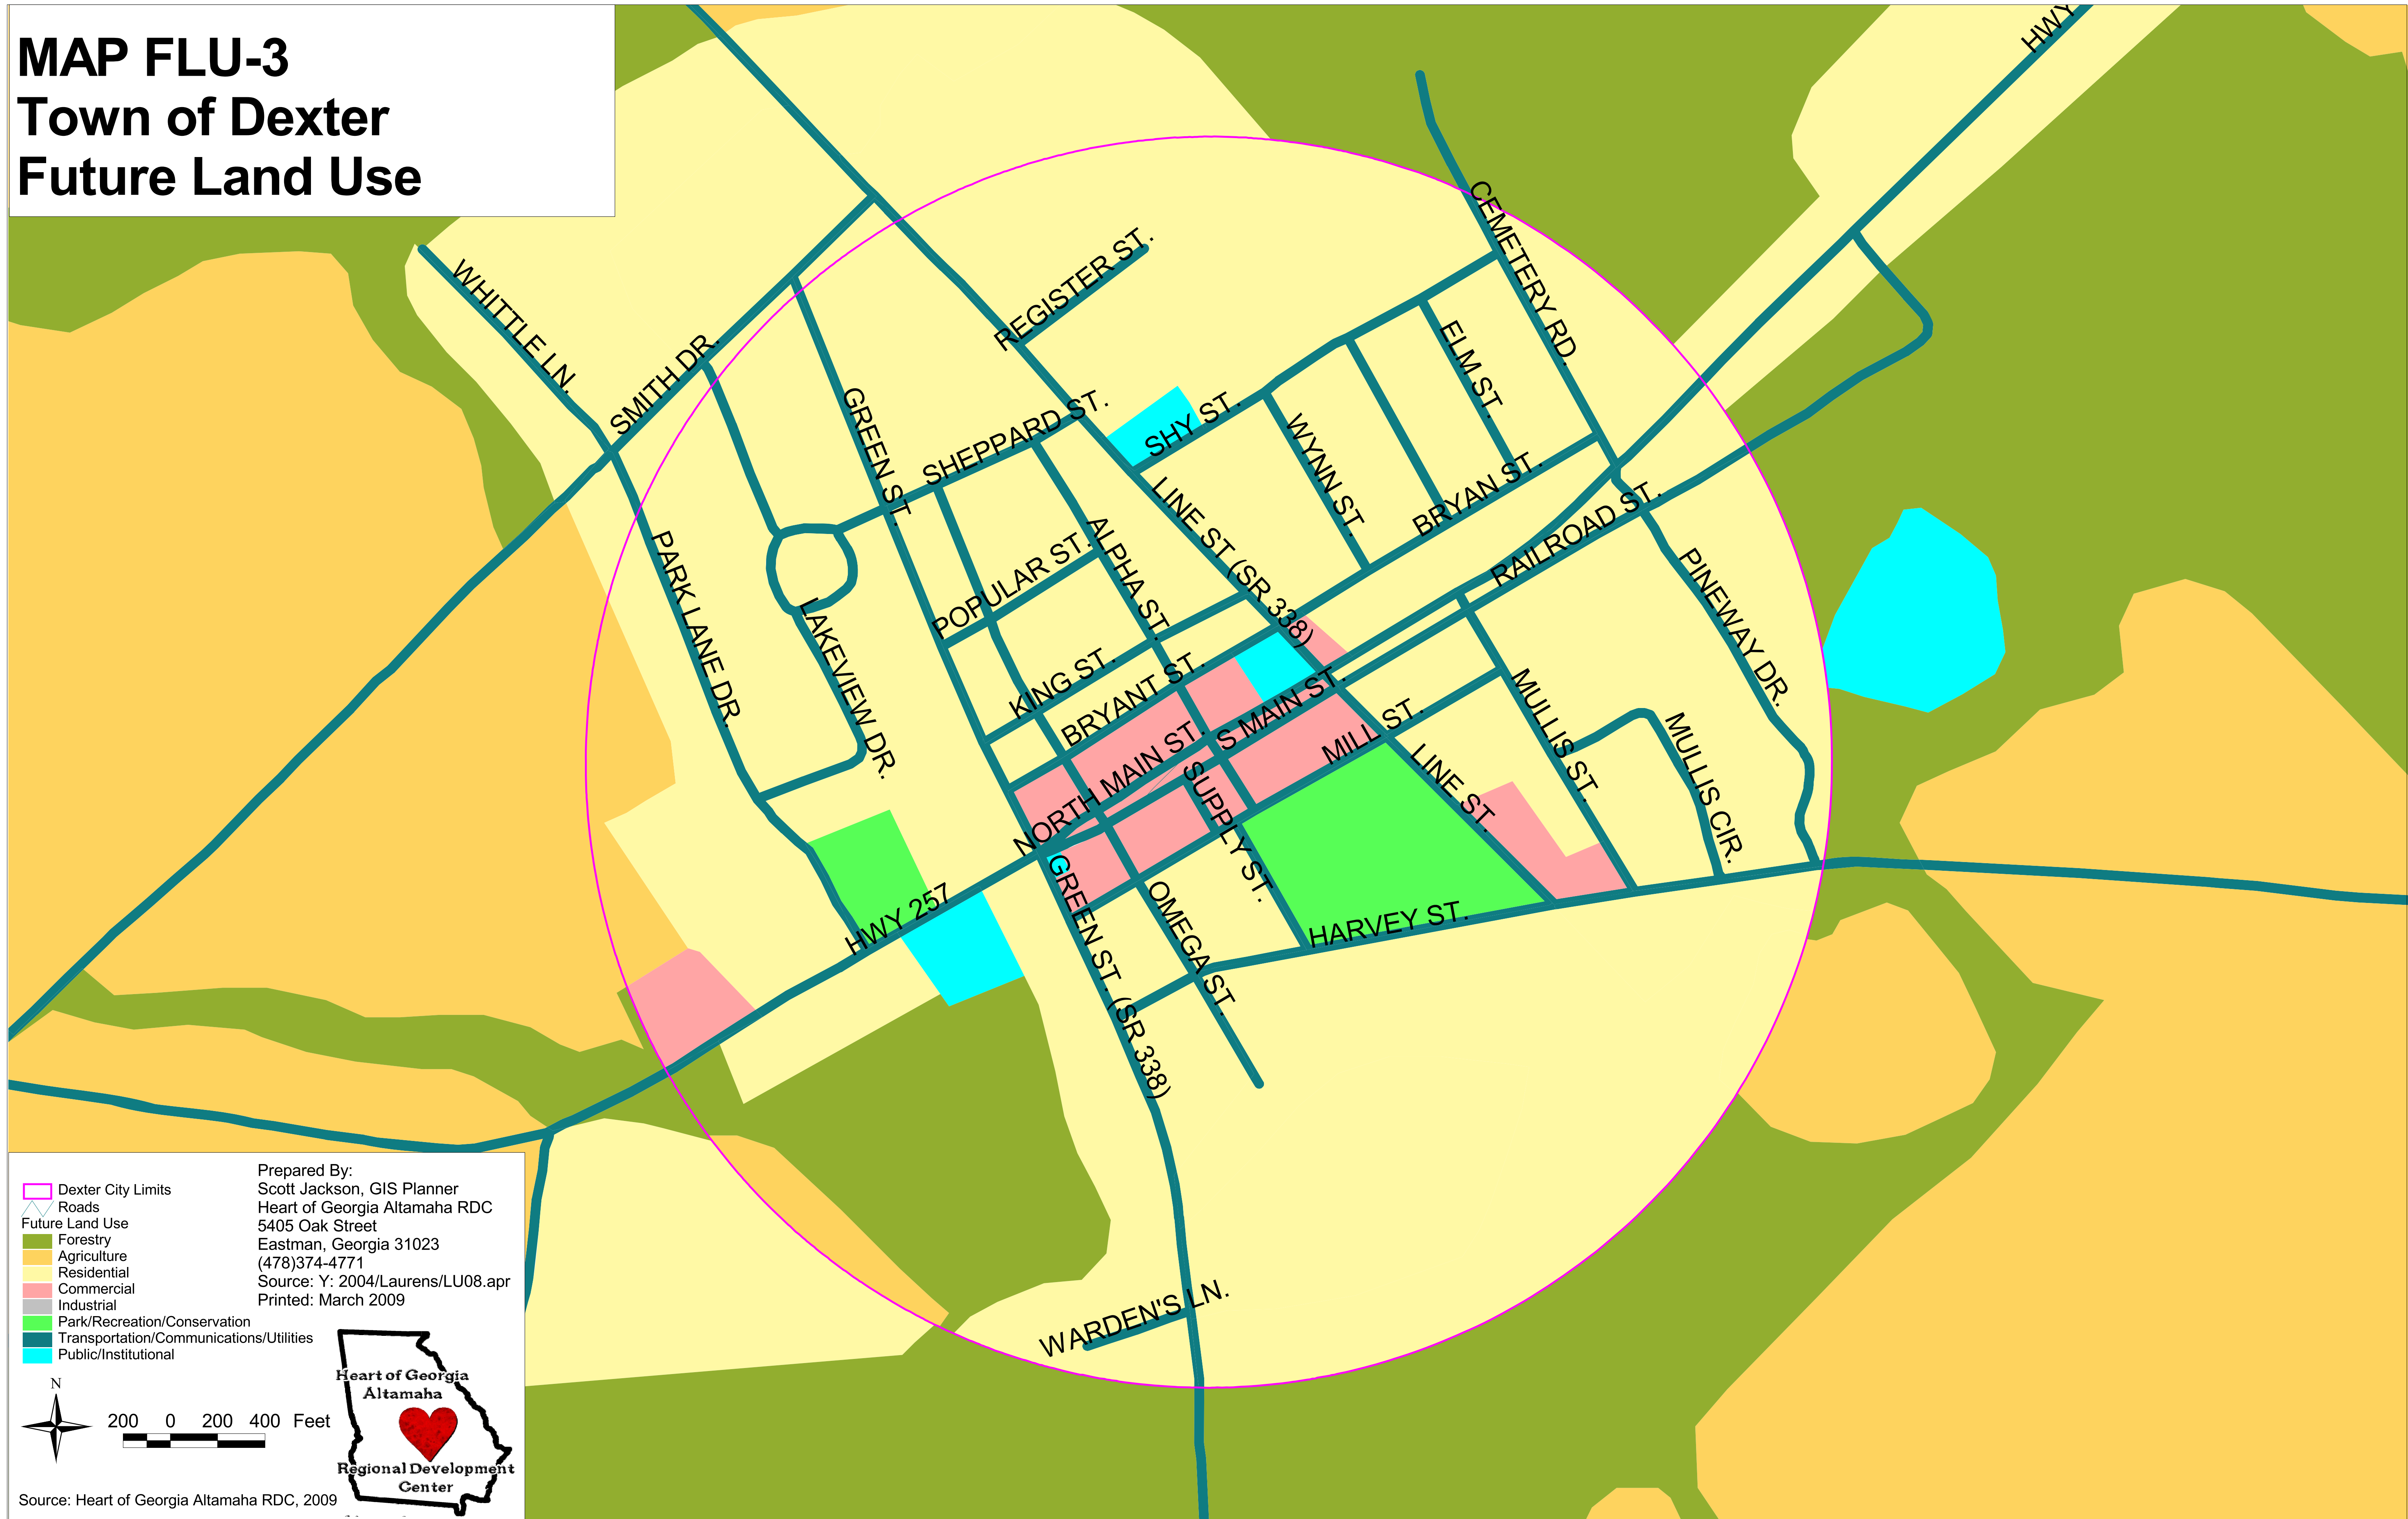 MAP FLU-3
Town of Dexter
Future Land Use
HWY
CEMETERY RD.
REGISTER ST.
WHITTLE LN.
SMITH DR.
ELM ST.
GREEN ST.
SHEPPARD ST.
SHY ST.
WYNN ST.
BRYAN ST.
LINE ST (SR 338)
RAILROAD ST.
ALPHA ST.
POPULAR ST.
PARK LANE DR.
PINEWAY DR.
LAKEVIEW DR.
KING ST.
BRYANT ST.
S MAIN ST.
NORTH MAIN ST.
MILL ST.
MULLIS ST.
MULLIS CIR.
LINE ST.
SUPPLY ST.
HWY 257
GREEN ST. (SR 338)
OMEGA ST.
HARVEY ST.
WARDEN'S LN.
Dexter City Limits
Roads
Future Land Use
Forestry
Agriculture
Residential
Commercial
Industrial
Park/Recreation/Conservation
Transportation/Communications/Utilities
Public/Institutional
Prepared By:
Scott Jackson, GIS Planner
Heart of Georgia Altamaha RDC
5405 Oak Street
Eastman, Georgia 31023
(478)374-4771
Source: Y: 2004/Laurens/LU08.apr
Printed: March 2009
N
200 0 200 400 Feet
Heart of Georgia
Altamaha
Regional Development
Center
Source: Heart of Georgia Altamaha RDC, 2009